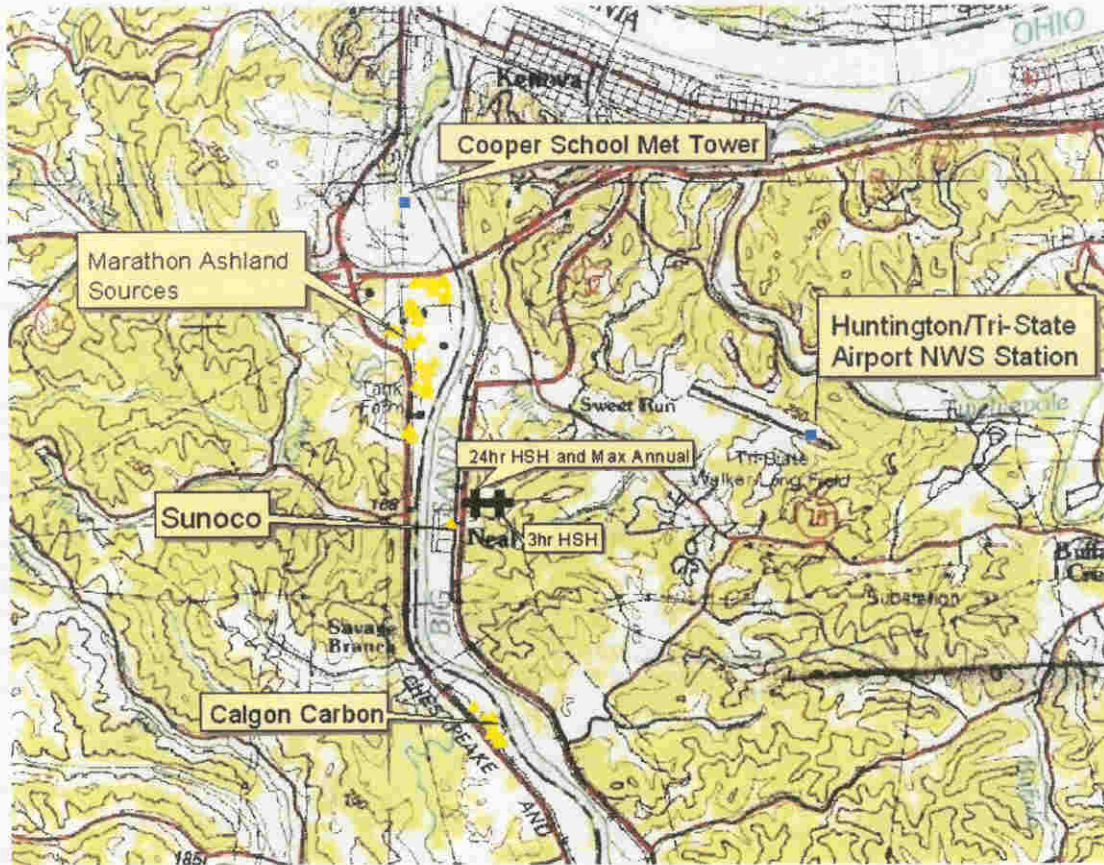 OHIO
Kenova
Cooper School Met Tower
Marathon Ashland
Sources
Huntington/Tri-State
Airport NWS Station
Tank
Farm
Sweet Run
24hr HSH and Max Annual
Tri-State
Walker Long Field
Sunoco
Neal
3hr HSH
BIG SANDY
Substation
Savage
Branch
Calgon Carbon
AND